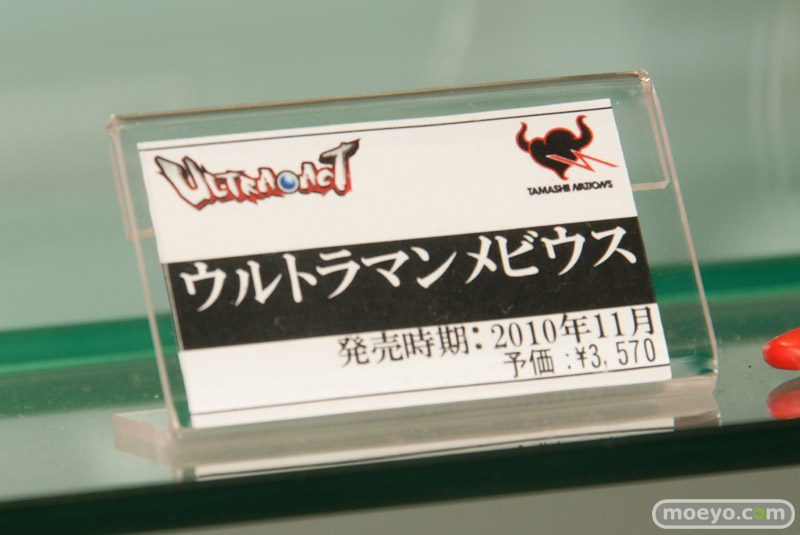 ULTRA-ACT
TAMASHII NATIONS
ウルトラマンメビウス
発売時期：2010年11月
予価 :¥3,570
moeyo.com